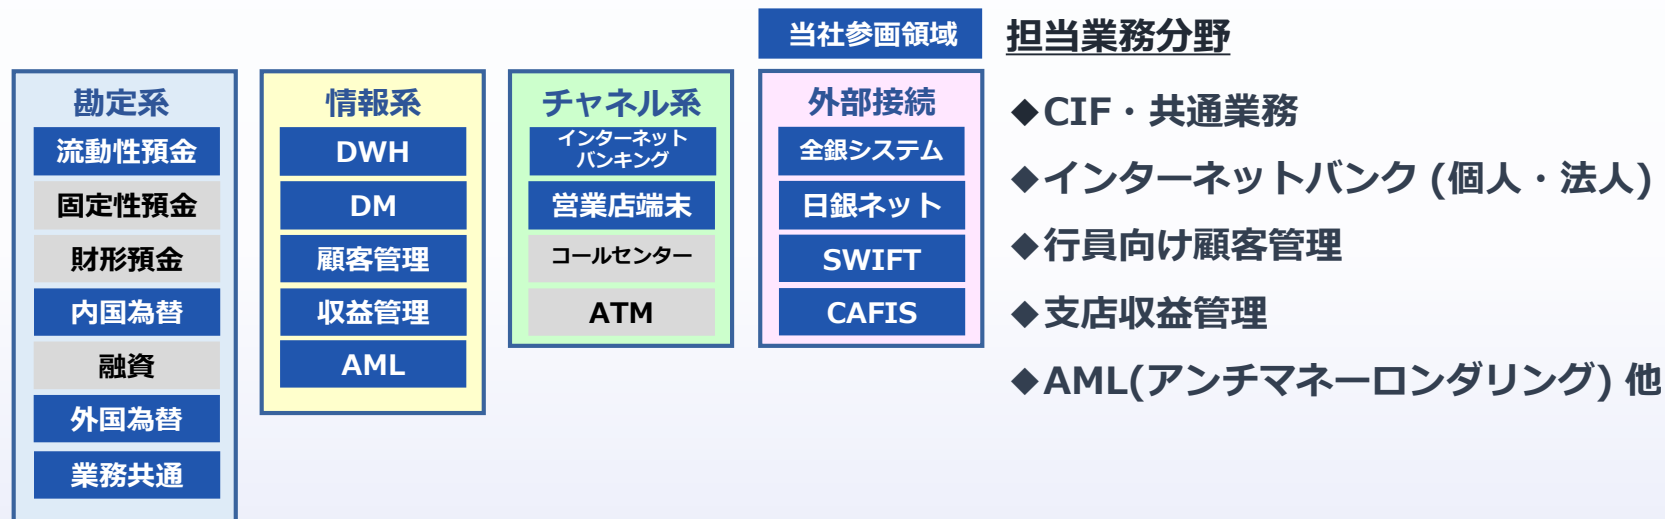 当社参画領域
勘定系
流動性預金
固定性預金
財形預金
内国為替
融資
外国為替
業務共通
情報系
DWH
DM
顧客管理
収益管理
AML
チャネル系
インターネット
バンキング
営業店端末
コールセンター
ATM
外部接続
全銀システム
日銀ネット
SWIFT
CAFIS
担当業務分野
◆CIF・共通業務
◆インターネットバンク (個人・法人)
◆行員向け顧客管理
◆支店収益管理
◆AML(アンチマネーロンダリング) 他